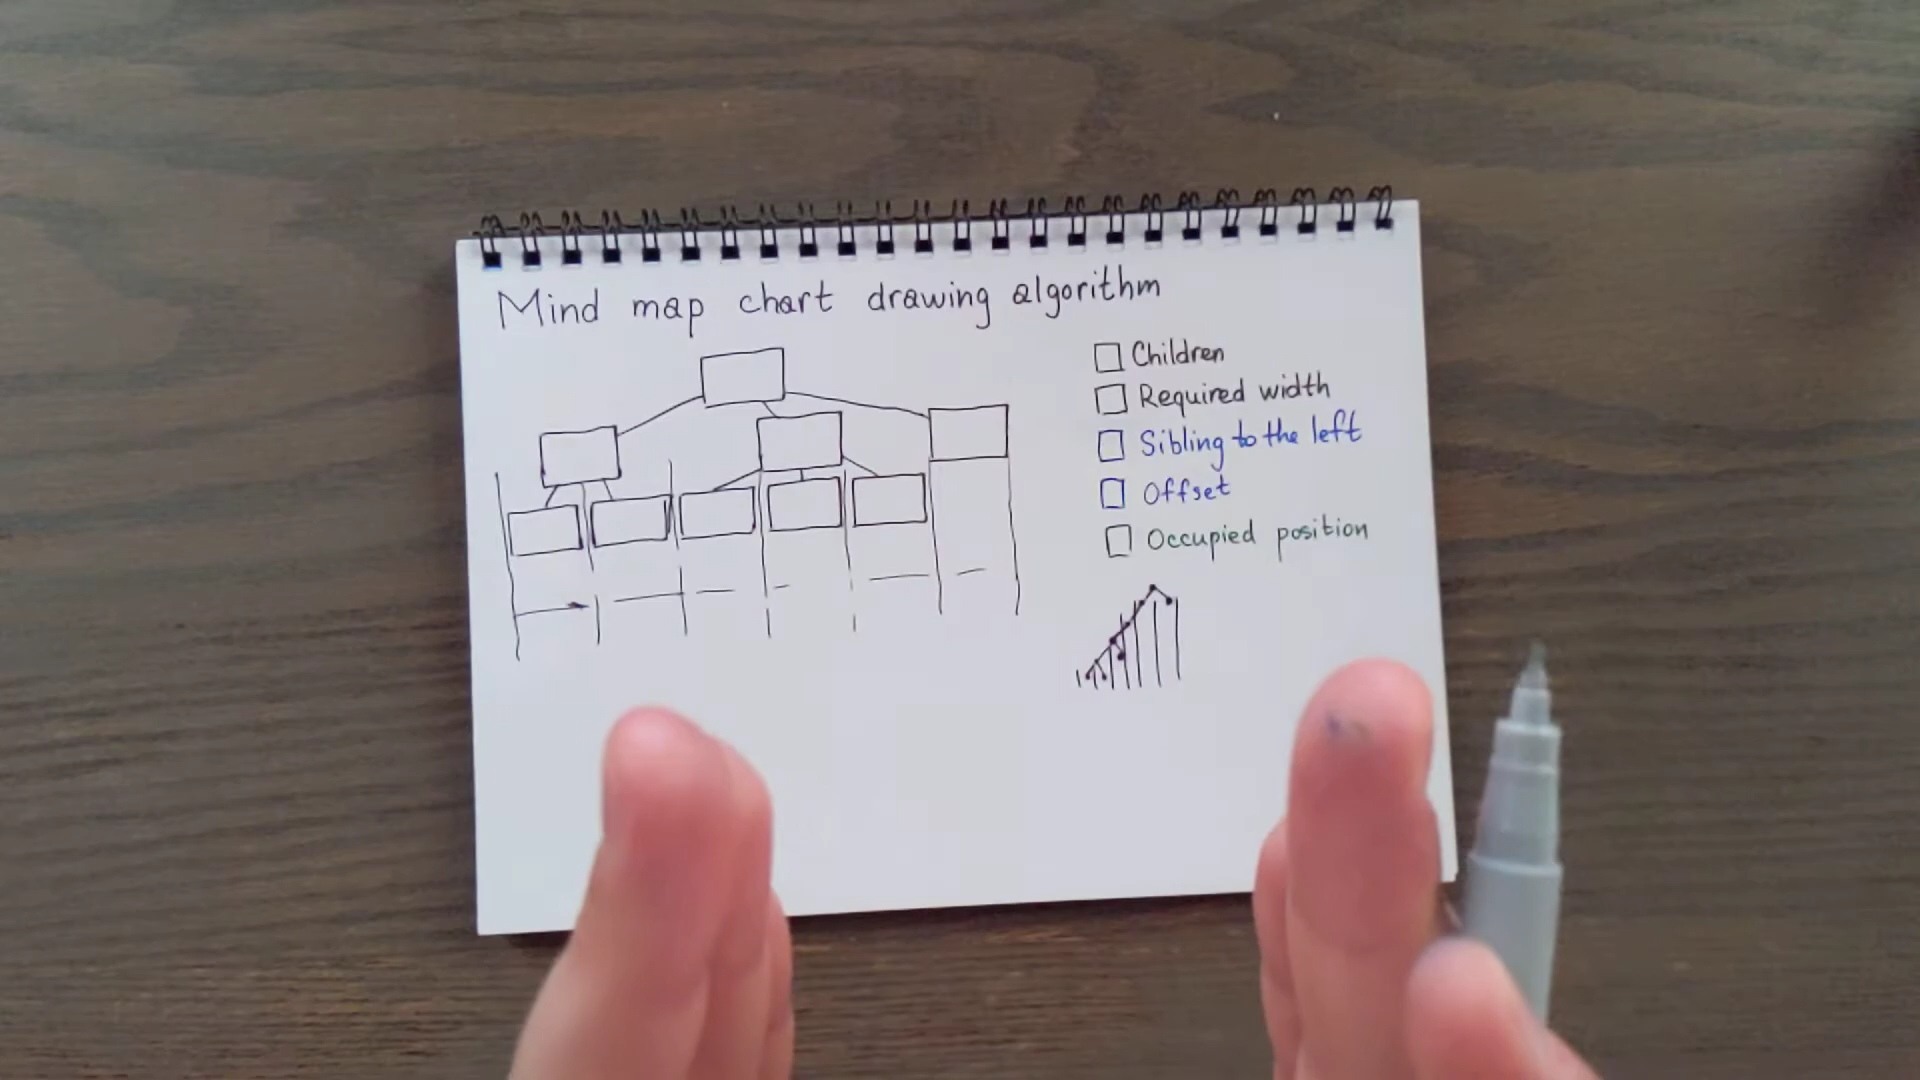 Mind map chart drawing algorithm
Children
Required width
Sibling to the left
Offset
Occupied position